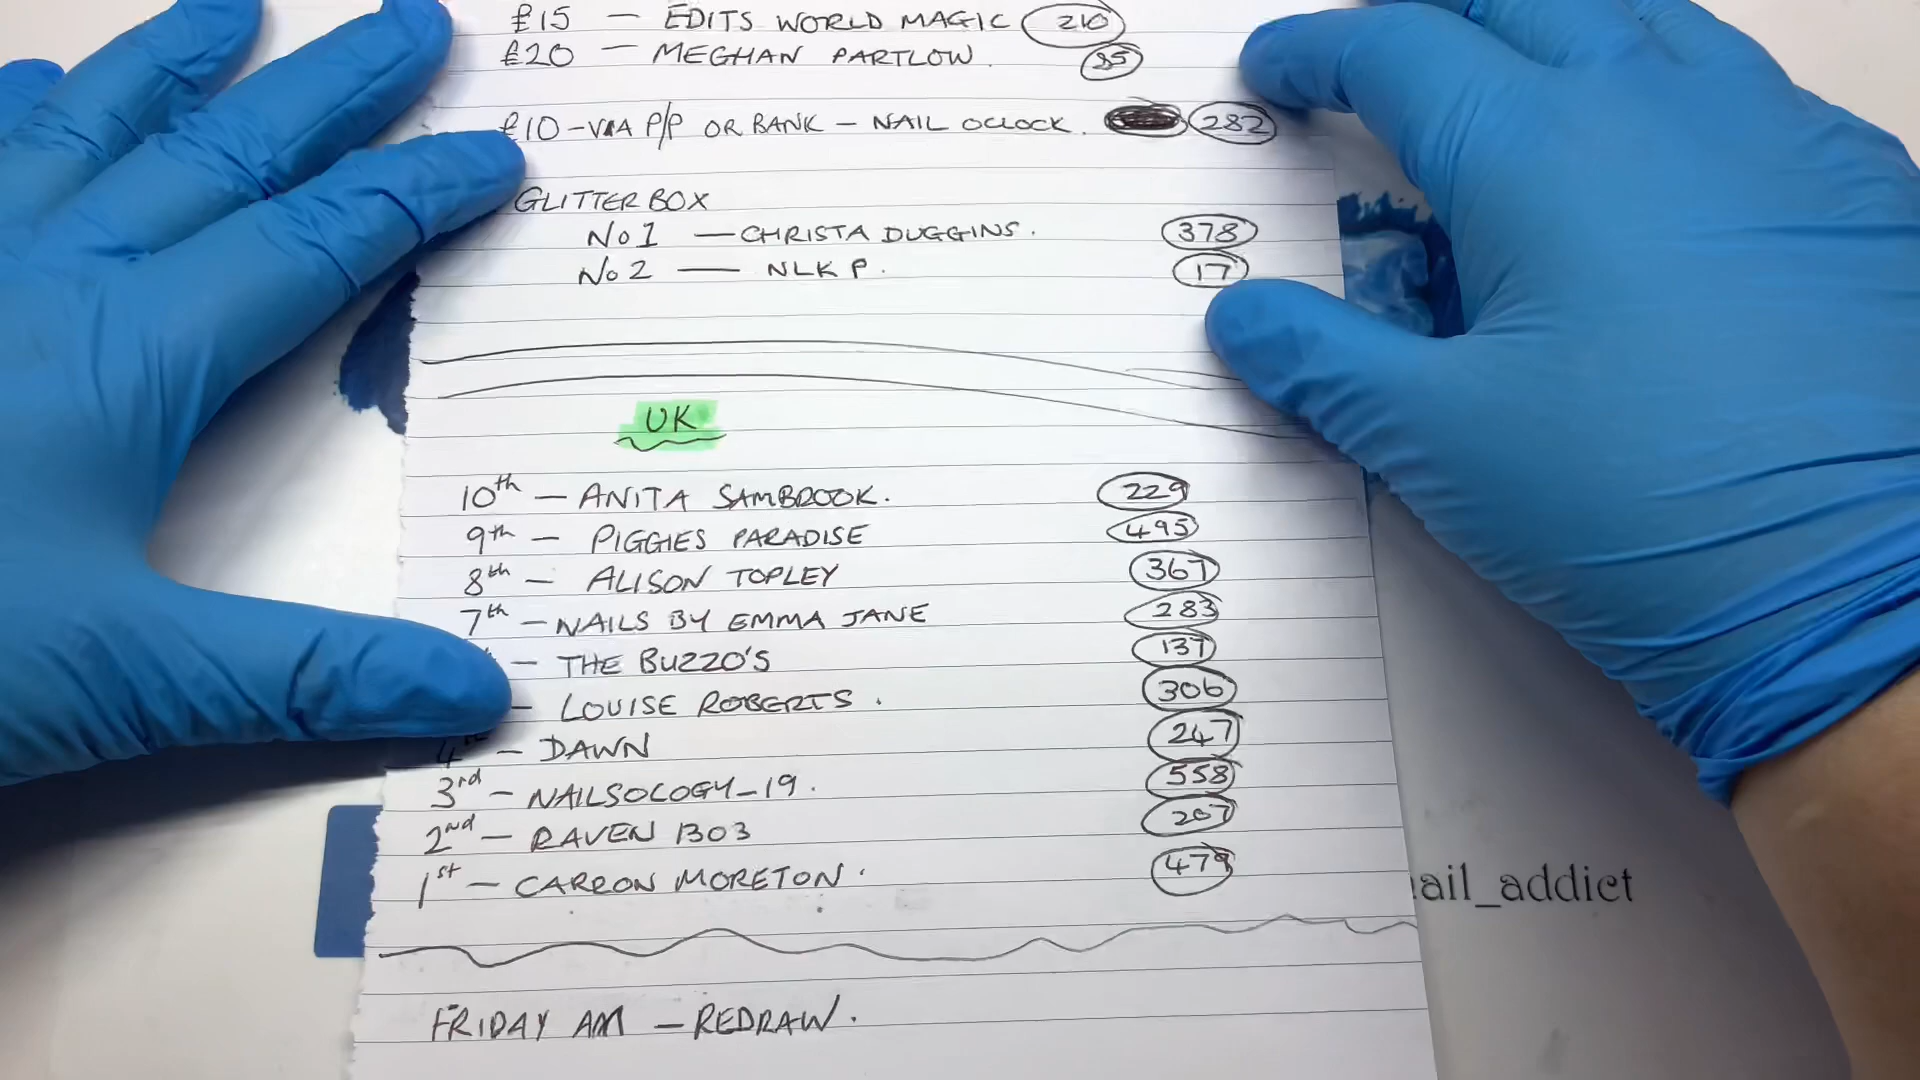 £15 — EDITS WORLD MAGIC 210
£20 — MEGHAN PARTLOW. 85
£10 - VIA P/P OR BANK - NAIL OCLOCK. 282
GLITTER BOX
No 1 — CHRISTA DUGGINS. 378
No 2 — NLK P. 17
UK
10th — ANITA SAMBROOK. 229
9th — PIGGIES PARADISE 495
8th — ALISON TOPLEY 367
7th — NAILS BY EMMA JANE 283
— THE BUZZO'S 137
— LOUISE ROBERTS. 306
4th — DAWN 247
3rd — NAILSOLOGY_19. 558
2nd — RAVEN 1303 207
1st — CARRON MORETON. 479
FRIDAY AM — REDRAW.
ail_addict